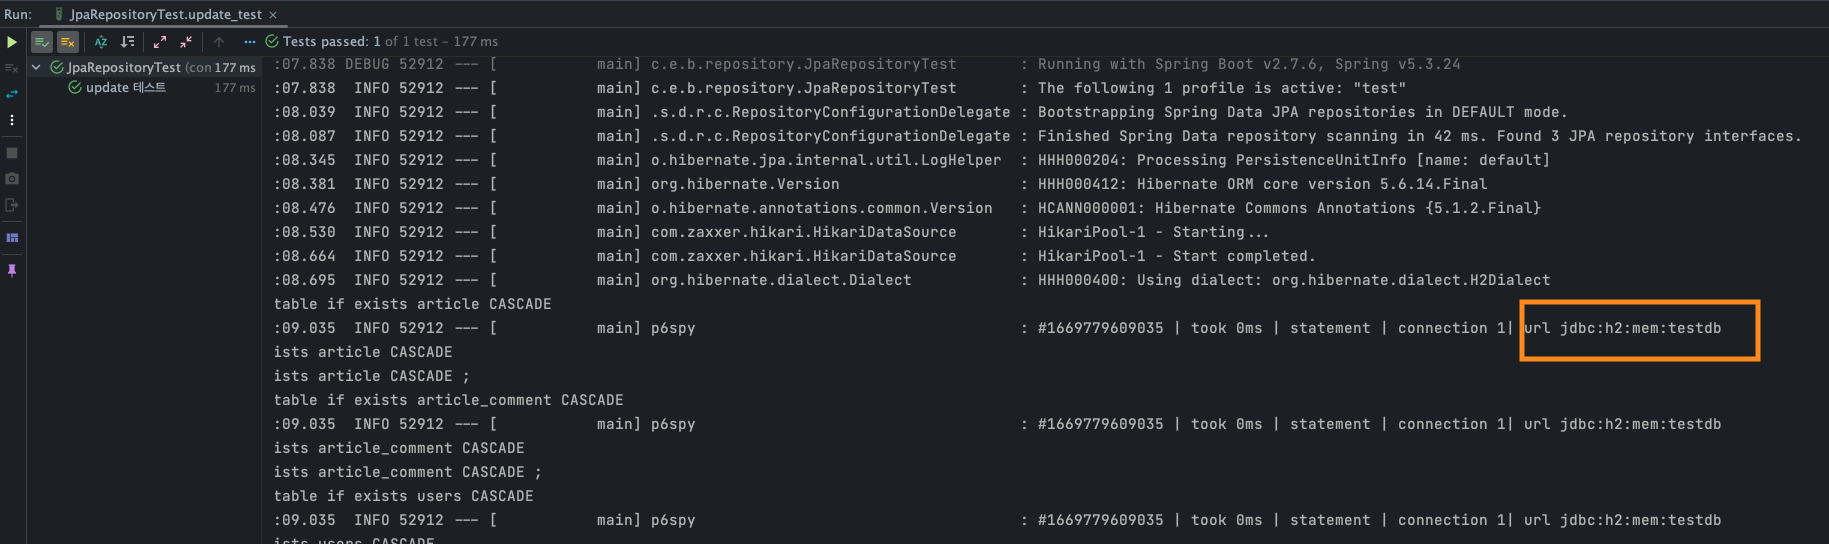 Run: JpaRepositoryTest.update_test ×
Tests passed: 1 of 1 test – 177 ms
JpaRepositoryTest (con 177 ms
update 테스트 177 ms
:07.838 DEBUG 52912 --- [           main] c.e.b.repository.JpaRepositoryTest       : Running with Spring Boot v2.7.6, Spring v5.3.24
:07.838  INFO 52912 --- [           main] c.e.b.repository.JpaRepositoryTest       : The following 1 profile is active: "test"
:08.039  INFO 52912 --- [           main] .s.d.r.c.RepositoryConfigurationDelegate : Bootstrapping Spring Data JPA repositories in DEFAULT mode.
:08.087  INFO 52912 --- [           main] .s.d.r.c.RepositoryConfigurationDelegate : Finished Spring Data repository scanning in 42 ms. Found 3 JPA repository interfaces.
:08.345  INFO 52912 --- [           main] o.hibernate.jpa.internal.util.LogHelper  : HHH000204: Processing PersistenceUnitInfo [name: default]
:08.381  INFO 52912 --- [           main] org.hibernate.Version                    : HHH000412: Hibernate ORM core version 5.6.14.Final
:08.476  INFO 52912 --- [           main] o.hibernate.annotations.common.Version   : HCANN000001: Hibernate Commons Annotations {5.1.2.Final}
:08.530  INFO 52912 --- [           main] com.zaxxer.hikari.HikariDataSource       : HikariPool-1 - Starting...
:08.664  INFO 52912 --- [           main] com.zaxxer.hikari.HikariDataSource       : HikariPool-1 - Start completed.
:08.695  INFO 52912 --- [           main] org.hibernate.dialect.Dialect            : HHH000400: Using dialect: org.hibernate.dialect.H2Dialect
table if exists article CASCADE
:09.035  INFO 52912 --- [           main] p6spy                                    : #1669779609035 | took 0ms | statement | connection 1| url jdbc:h2:mem:testdb
ists article CASCADE
ists article CASCADE ;
table if exists article_comment CASCADE
:09.035  INFO 52912 --- [           main] p6spy                                    : #1669779609035 | took 0ms | statement | connection 1| url jdbc:h2:mem:testdb
ists article_comment CASCADE
ists article_comment CASCADE ;
table if exists users CASCADE
:09.035  INFO 52912 --- [           main] p6spy                                    : #1669779609035 | took 0ms | statement | connection 1| url jdbc:h2:mem:testdb
ists users CASCADE